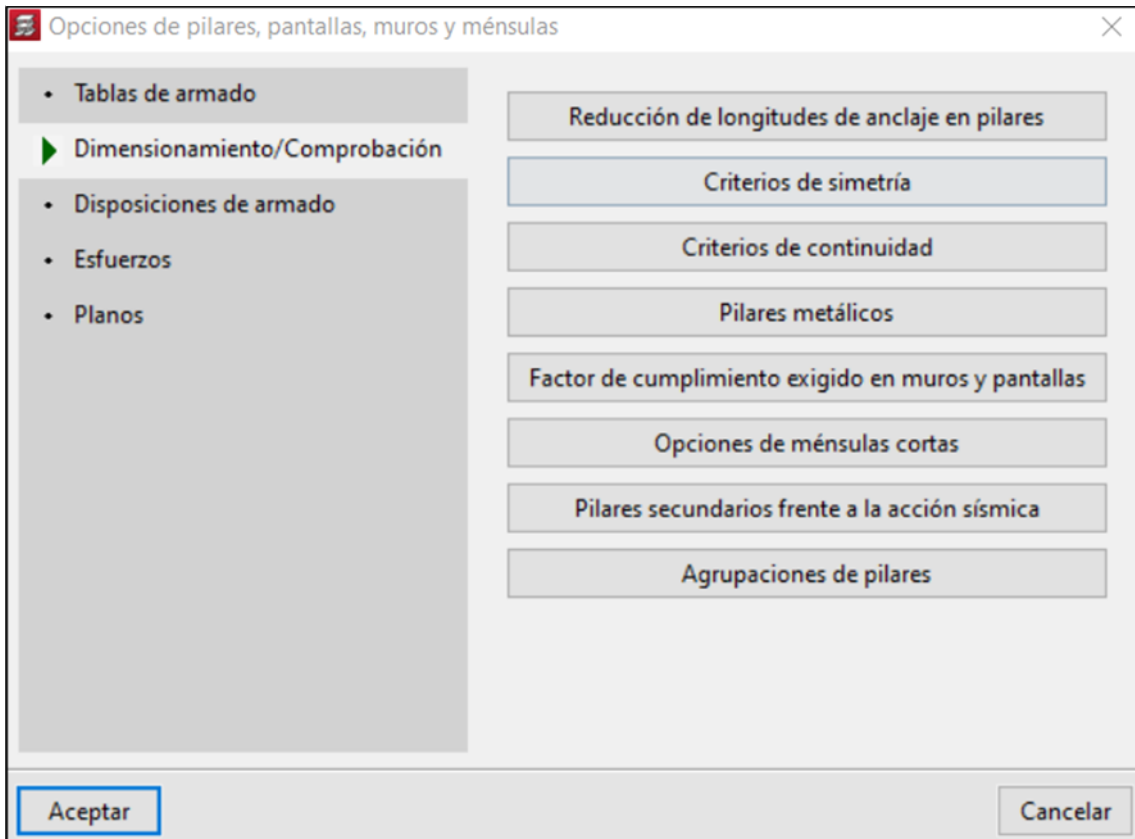 Opciones de pilares, pantallas, muros y ménsulas
Tablas de armado
Dimensionamiento/Comprobación
Disposiciones de armado
Esfuerzos
Planos
Reducción de longitudes de anclaje en pilares
Criterios de simetría
Criterios de continuidad
Pilares metálicos
Factor de cumplimiento exigido en muros y pantallas
Opciones de ménsulas cortas
Pilares secundarios frente a la acción sísmica
Agrupaciones de pilares
Aceptar
Cancelar